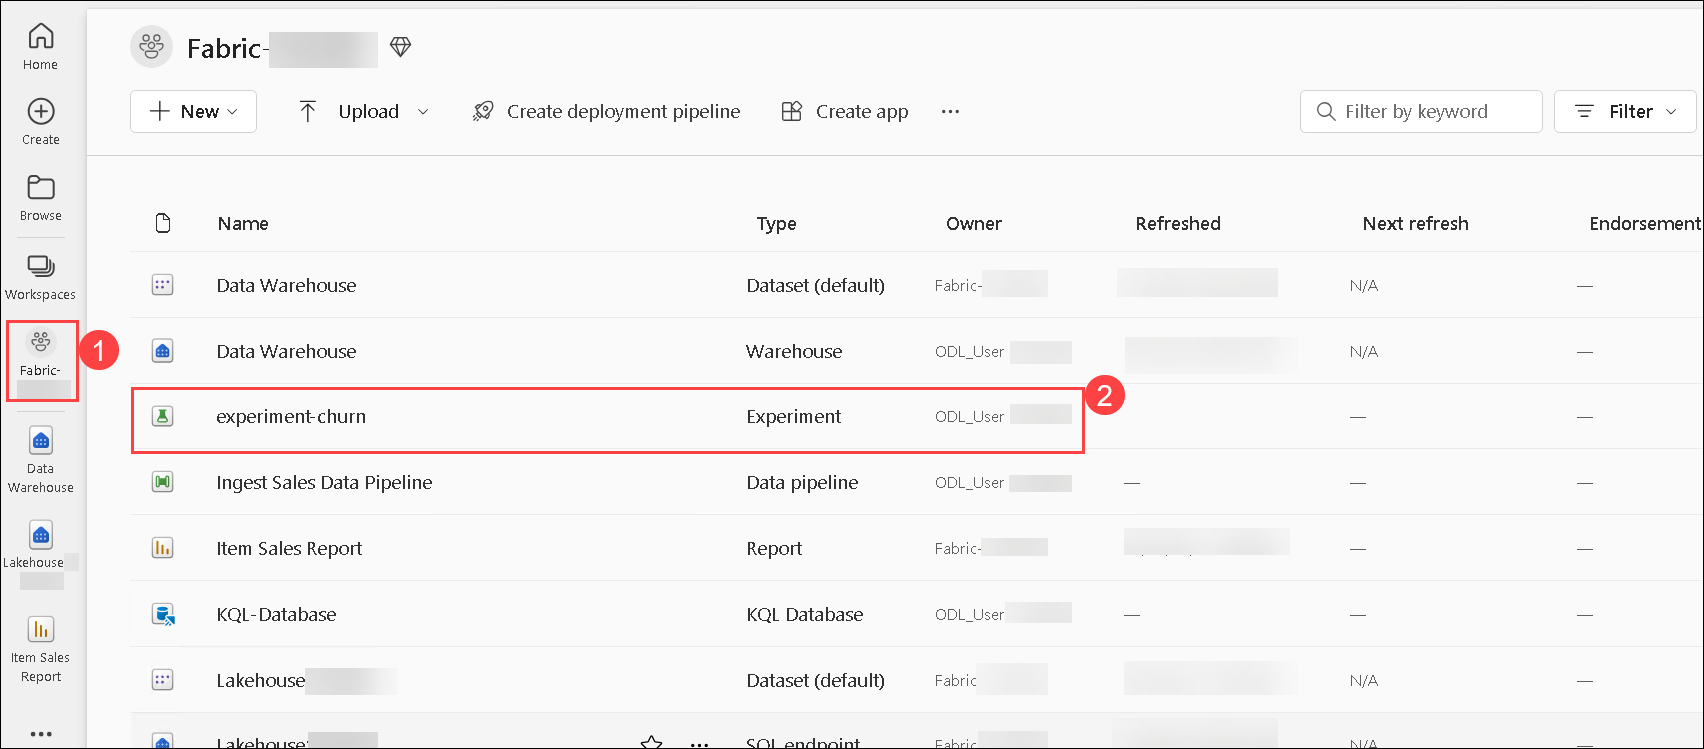 Home
Create
Browse
Workspaces
Fabric-
1
Data
Warehouse
Lakehouse
Item Sales
Report
Fabric-
New
Upload
Create deployment pipeline
Create app
Filter by keyword
Filter
Name Type Owner Refreshed Next refresh Endorsement
Data Warehouse Dataset (default) Fabric- N/A —
Data Warehouse Warehouse ODL_User N/A —
experiment-churn Experiment ODL_User — —
2
Ingest Sales Data Pipeline Data pipeline ODL_User — — —
Item Sales Report Report Fabric- — —
KQL-Database KQL Database ODL_User — — —
Lakehouse Dataset (default) Fabric N/A —
Lakehouse SQL endpoint Fabric N/A —